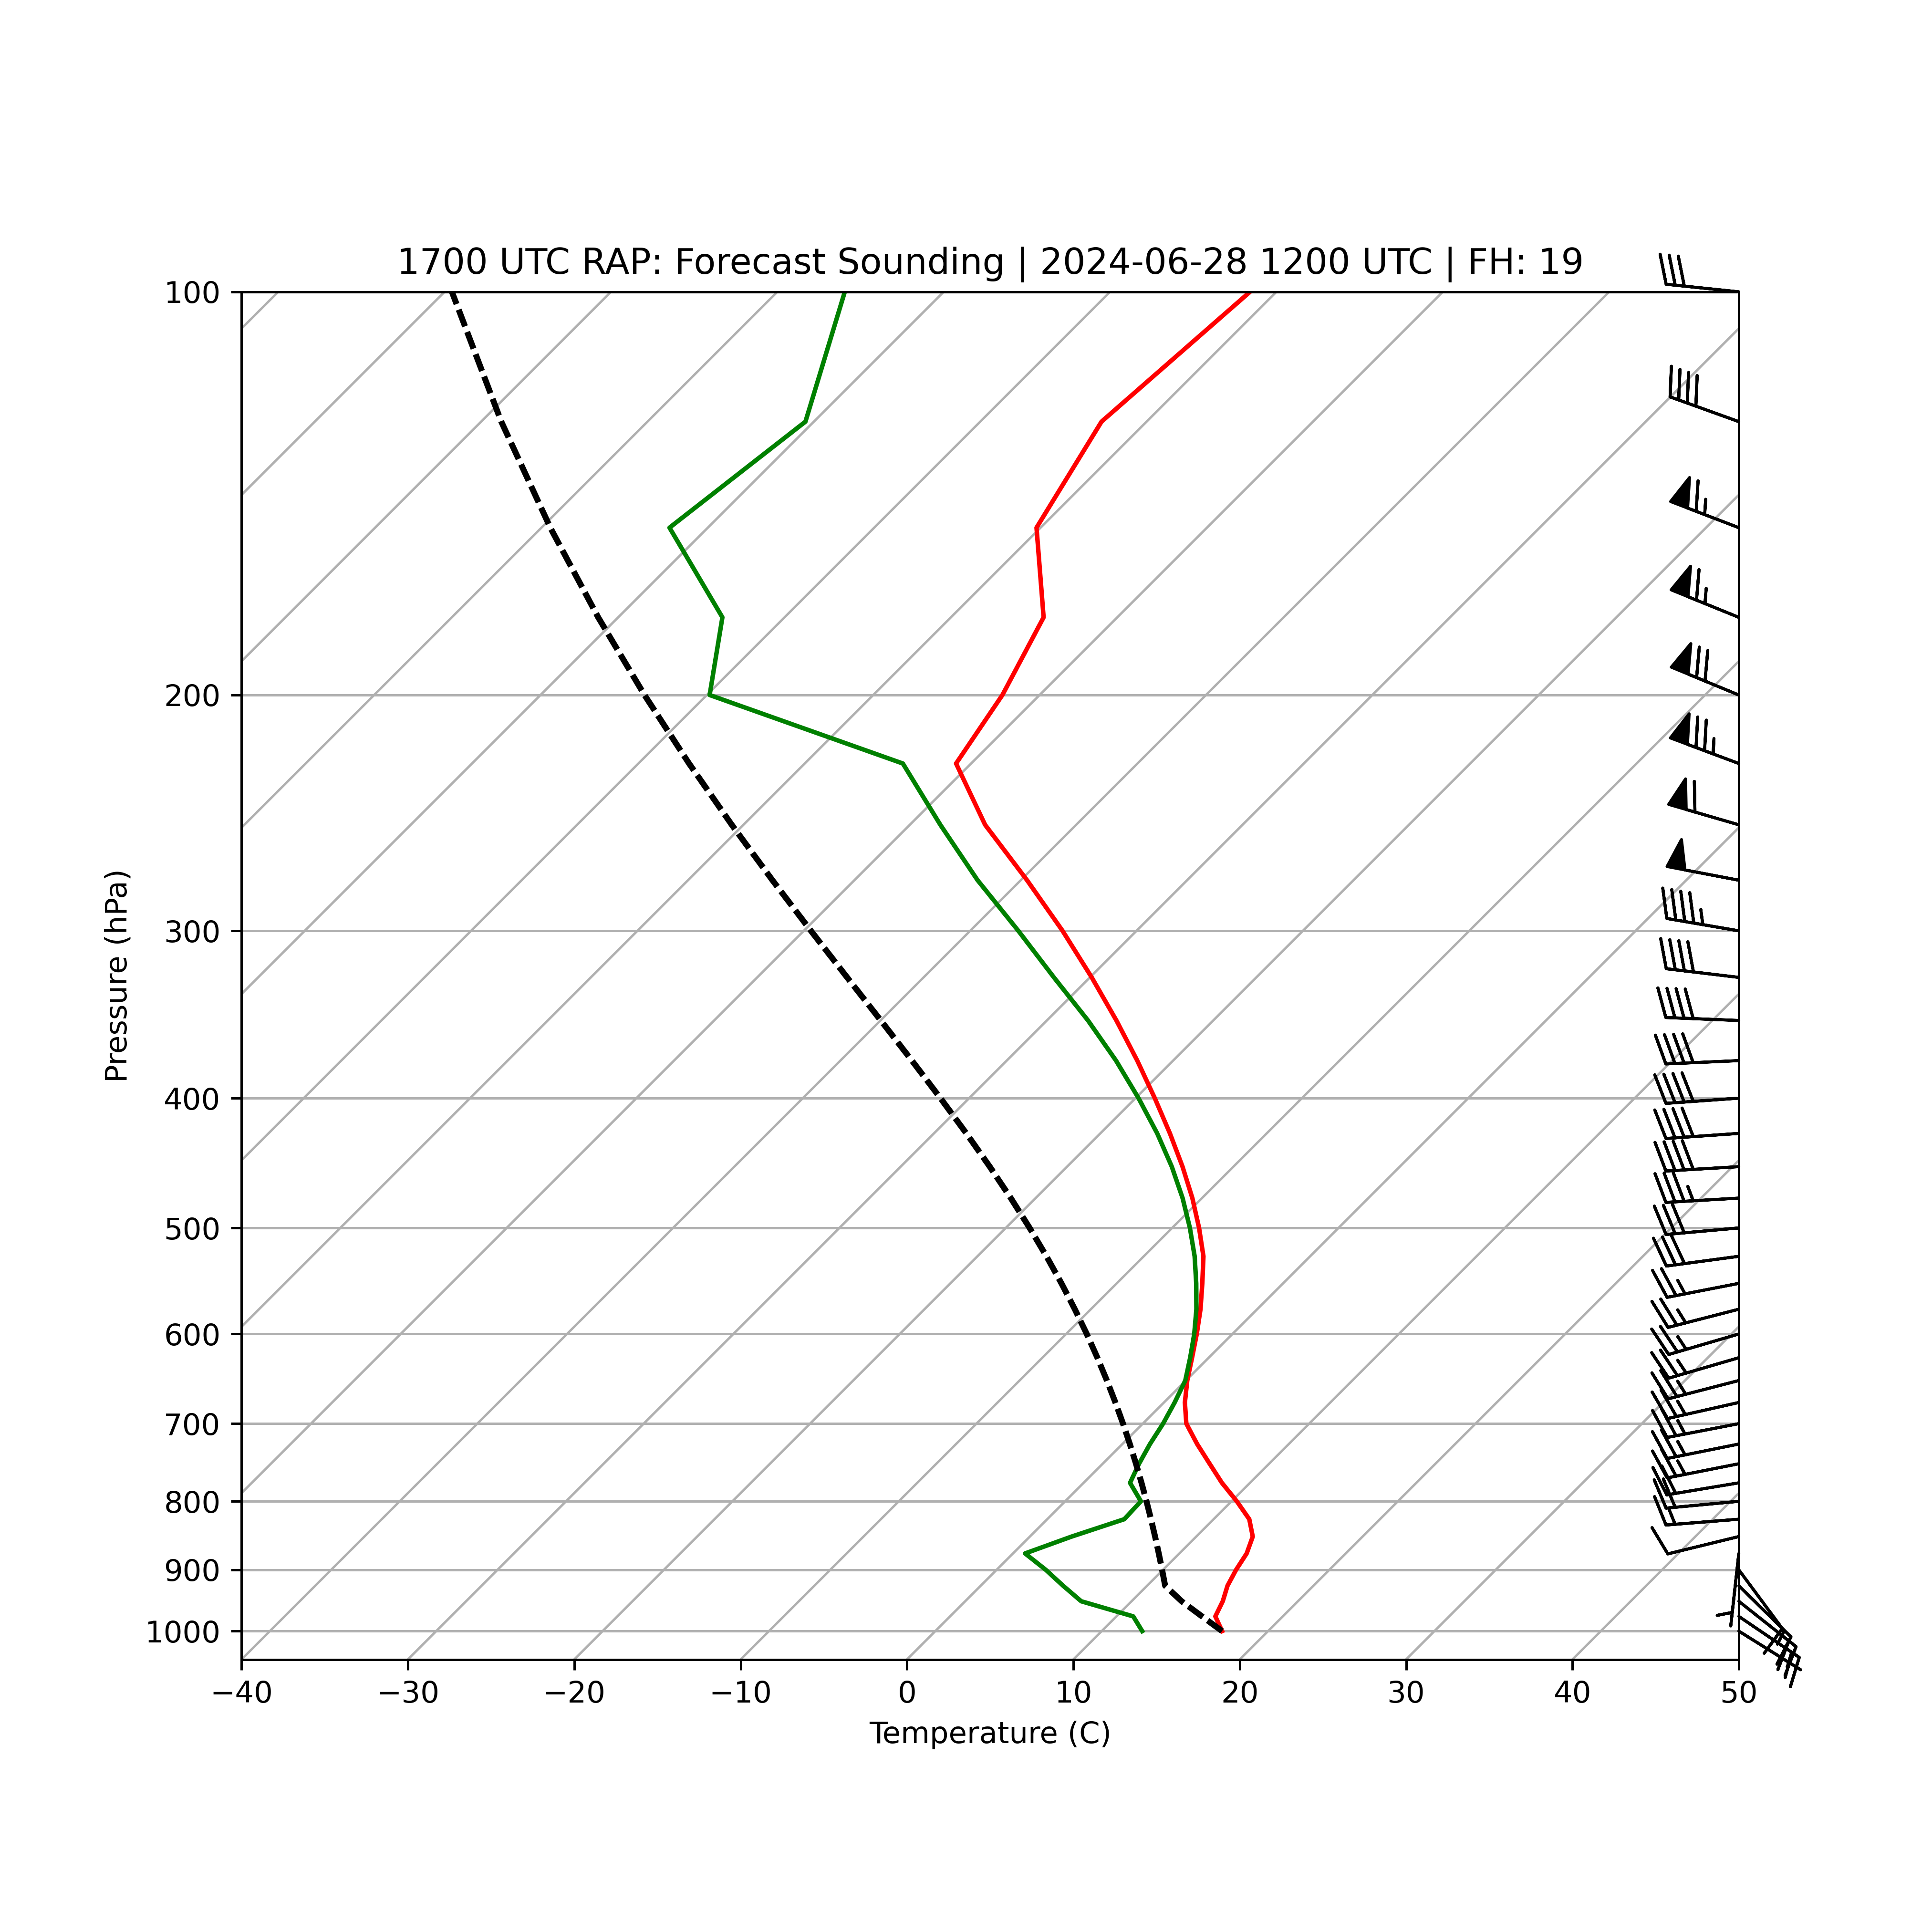 1700 UTC RAP: Forecast Sounding | 2024-06-28 1200 UTC | FH: 19
100
200
300
400
500
600
700
800
900
1000
Pressure (hPa)
−40 −30 −20 −10 0 10 20 30 40 50
Temperature (C)